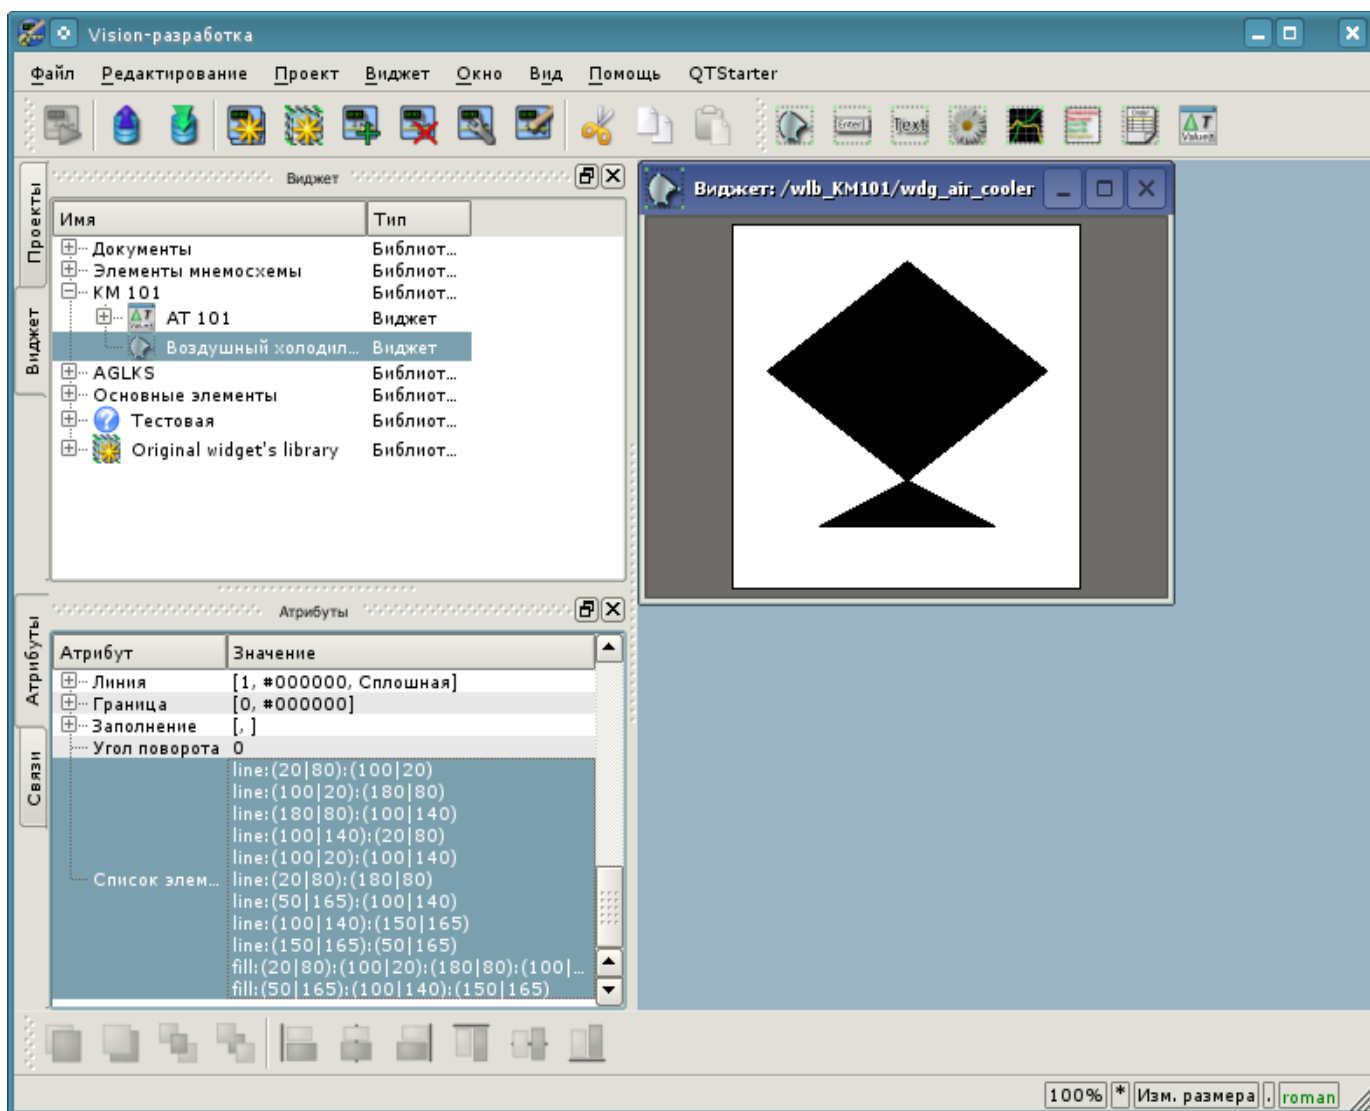 Vision-разработка
Файл Редактирование Проект Виджет Окно Вид Помощь QTStarter
Проекты
Виджет
Виджет
Имя Тип
Документы Библиот...
Элементы мнемосхемы Библиот...
КМ 101 Библиот...
АТ 101 Виджет
Воздушный холодил... Виджет
AGLKS Библиот...
Основные элементы Библиот...
Тестовая Библиот...
Original widget's library Библиот...
Виджет: /wlb_KM101/wdg_air_cooler
Атрибуты
Связи
Атрибуты
Атрибут Значение
Линия [1, #000000, Сплошная]
Граница [0, #000000]
Заполнение [, ]
Угол поворота 0
Список элем...
line:(20|80):(100|20)
line:(100|20):(180|80)
line:(180|80):(100|140)
line:(100|140):(20|80)
line:(100|20):(100|140)
line:(20|80):(180|80)
line:(50|165):(100|140)
line:(100|140):(150|165)
line:(150|165):(50|165)
fill:(20|80):(100|20):(180|80):(100|...
fill:(50|165):(100|140):(150|165)
100% * Изм. размера . roman